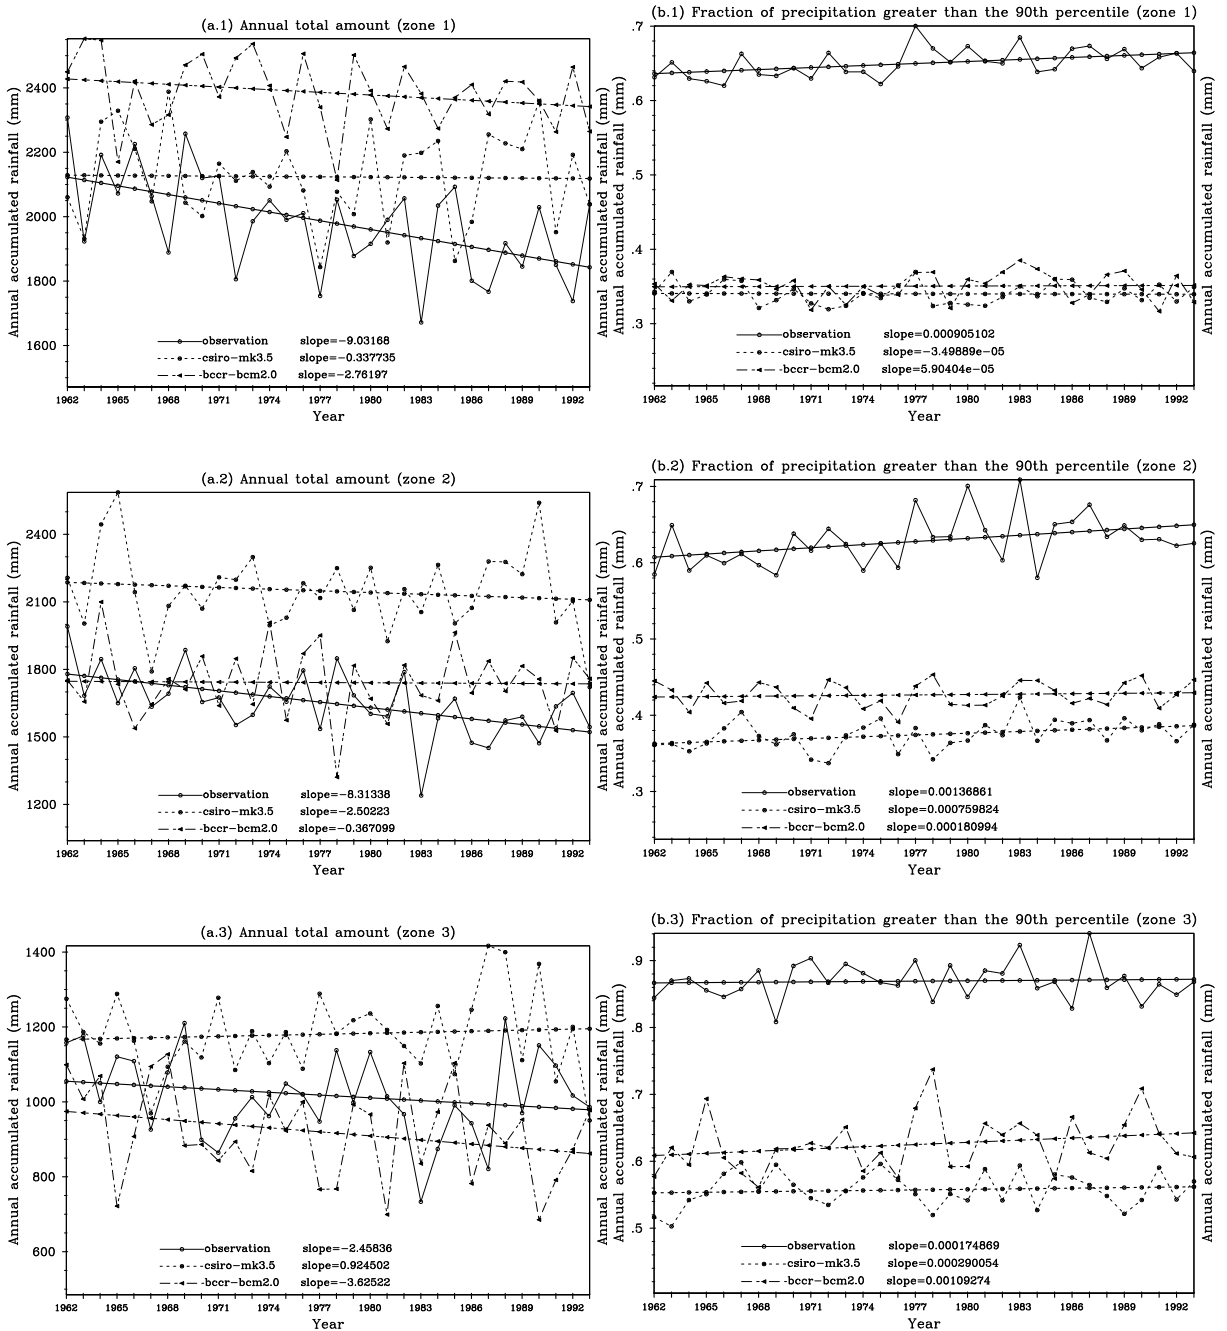 (a.1) Annual total amount (zone 1)
Annual accumulated rainfall (mm)
2400
2200
2000
1800
1600
observation slope=-9.03168
csiro-mk3.5 slope=-0.337735
bccr-bcm2.0 slope=-2.76197
1962 1965 1968 1971 1974 1977 1980 1983 1986 1989 1992
Year
Annual accumulated rainfall (mm)
(b.1) Fraction of precipitation greater than the 90th percentile (zone 1)
Annual accumulated rainfall (mm)
.7
.6
.5
.4
.3
observation slope=0.000905102
csiro-mk3.5 slope=-3.49889e-05
bccr-bcm2.0 slope=5.90404e-05
1962 1965 1968 1971 1974 1977 1980 1983 1986 1989 1992
Year
Annual accumulated rainfall (mm)
(a.2) Annual total amount (zone 2)
Annual accumulated rainfall (mm)
2400
2100
1800
1500
1200
observation slope=-8.31338
csiro-mk3.5 slope=-2.50223
bccr-bcm2.0 slope=-0.367099
1962 1965 1968 1971 1974 1977 1980 1983 1986 1989 1992
Year
Annual accumulated rainfall (mm)
(b.2) Fraction of precipitation greater than the 90th percentile (zone 2)
Annual accumulated rainfall (mm)
.7
.6
.5
.4
.3
observation slope=0.00136861
csiro-mk3.5 slope=0.000759824
bccr-bcm2.0 slope=0.000180994
1962 1965 1968 1971 1974 1977 1980 1983 1986 1989 1992
Year
Annual accumulated rainfall (mm)
(a.3) Annual total amount (zone 3)
Annual accumulated rainfall (mm)
1400
1200
1000
800
600
observation slope=-2.45836
csiro-mk3.5 slope=0.924502
bccr-bcm2.0 slope=-3.62522
1962 1965 1968 1971 1974 1977 1980 1983 1986 1989 1992
Year
Annual accumulated rainfall (mm)
(b.3) Fraction of precipitation greater than the 90th percentile (zone 3)
Annual accumulated rainfall (mm)
.9
.8
.7
.6
.5
observation slope=0.000174869
csiro-mk3.5 slope=0.000290054
bccr-bcm2.0 slope=0.00109274
1962 1965 1968 1971 1974 1977 1980 1983 1986 1989 1992
Year
Annual accumulated rainfall (mm)